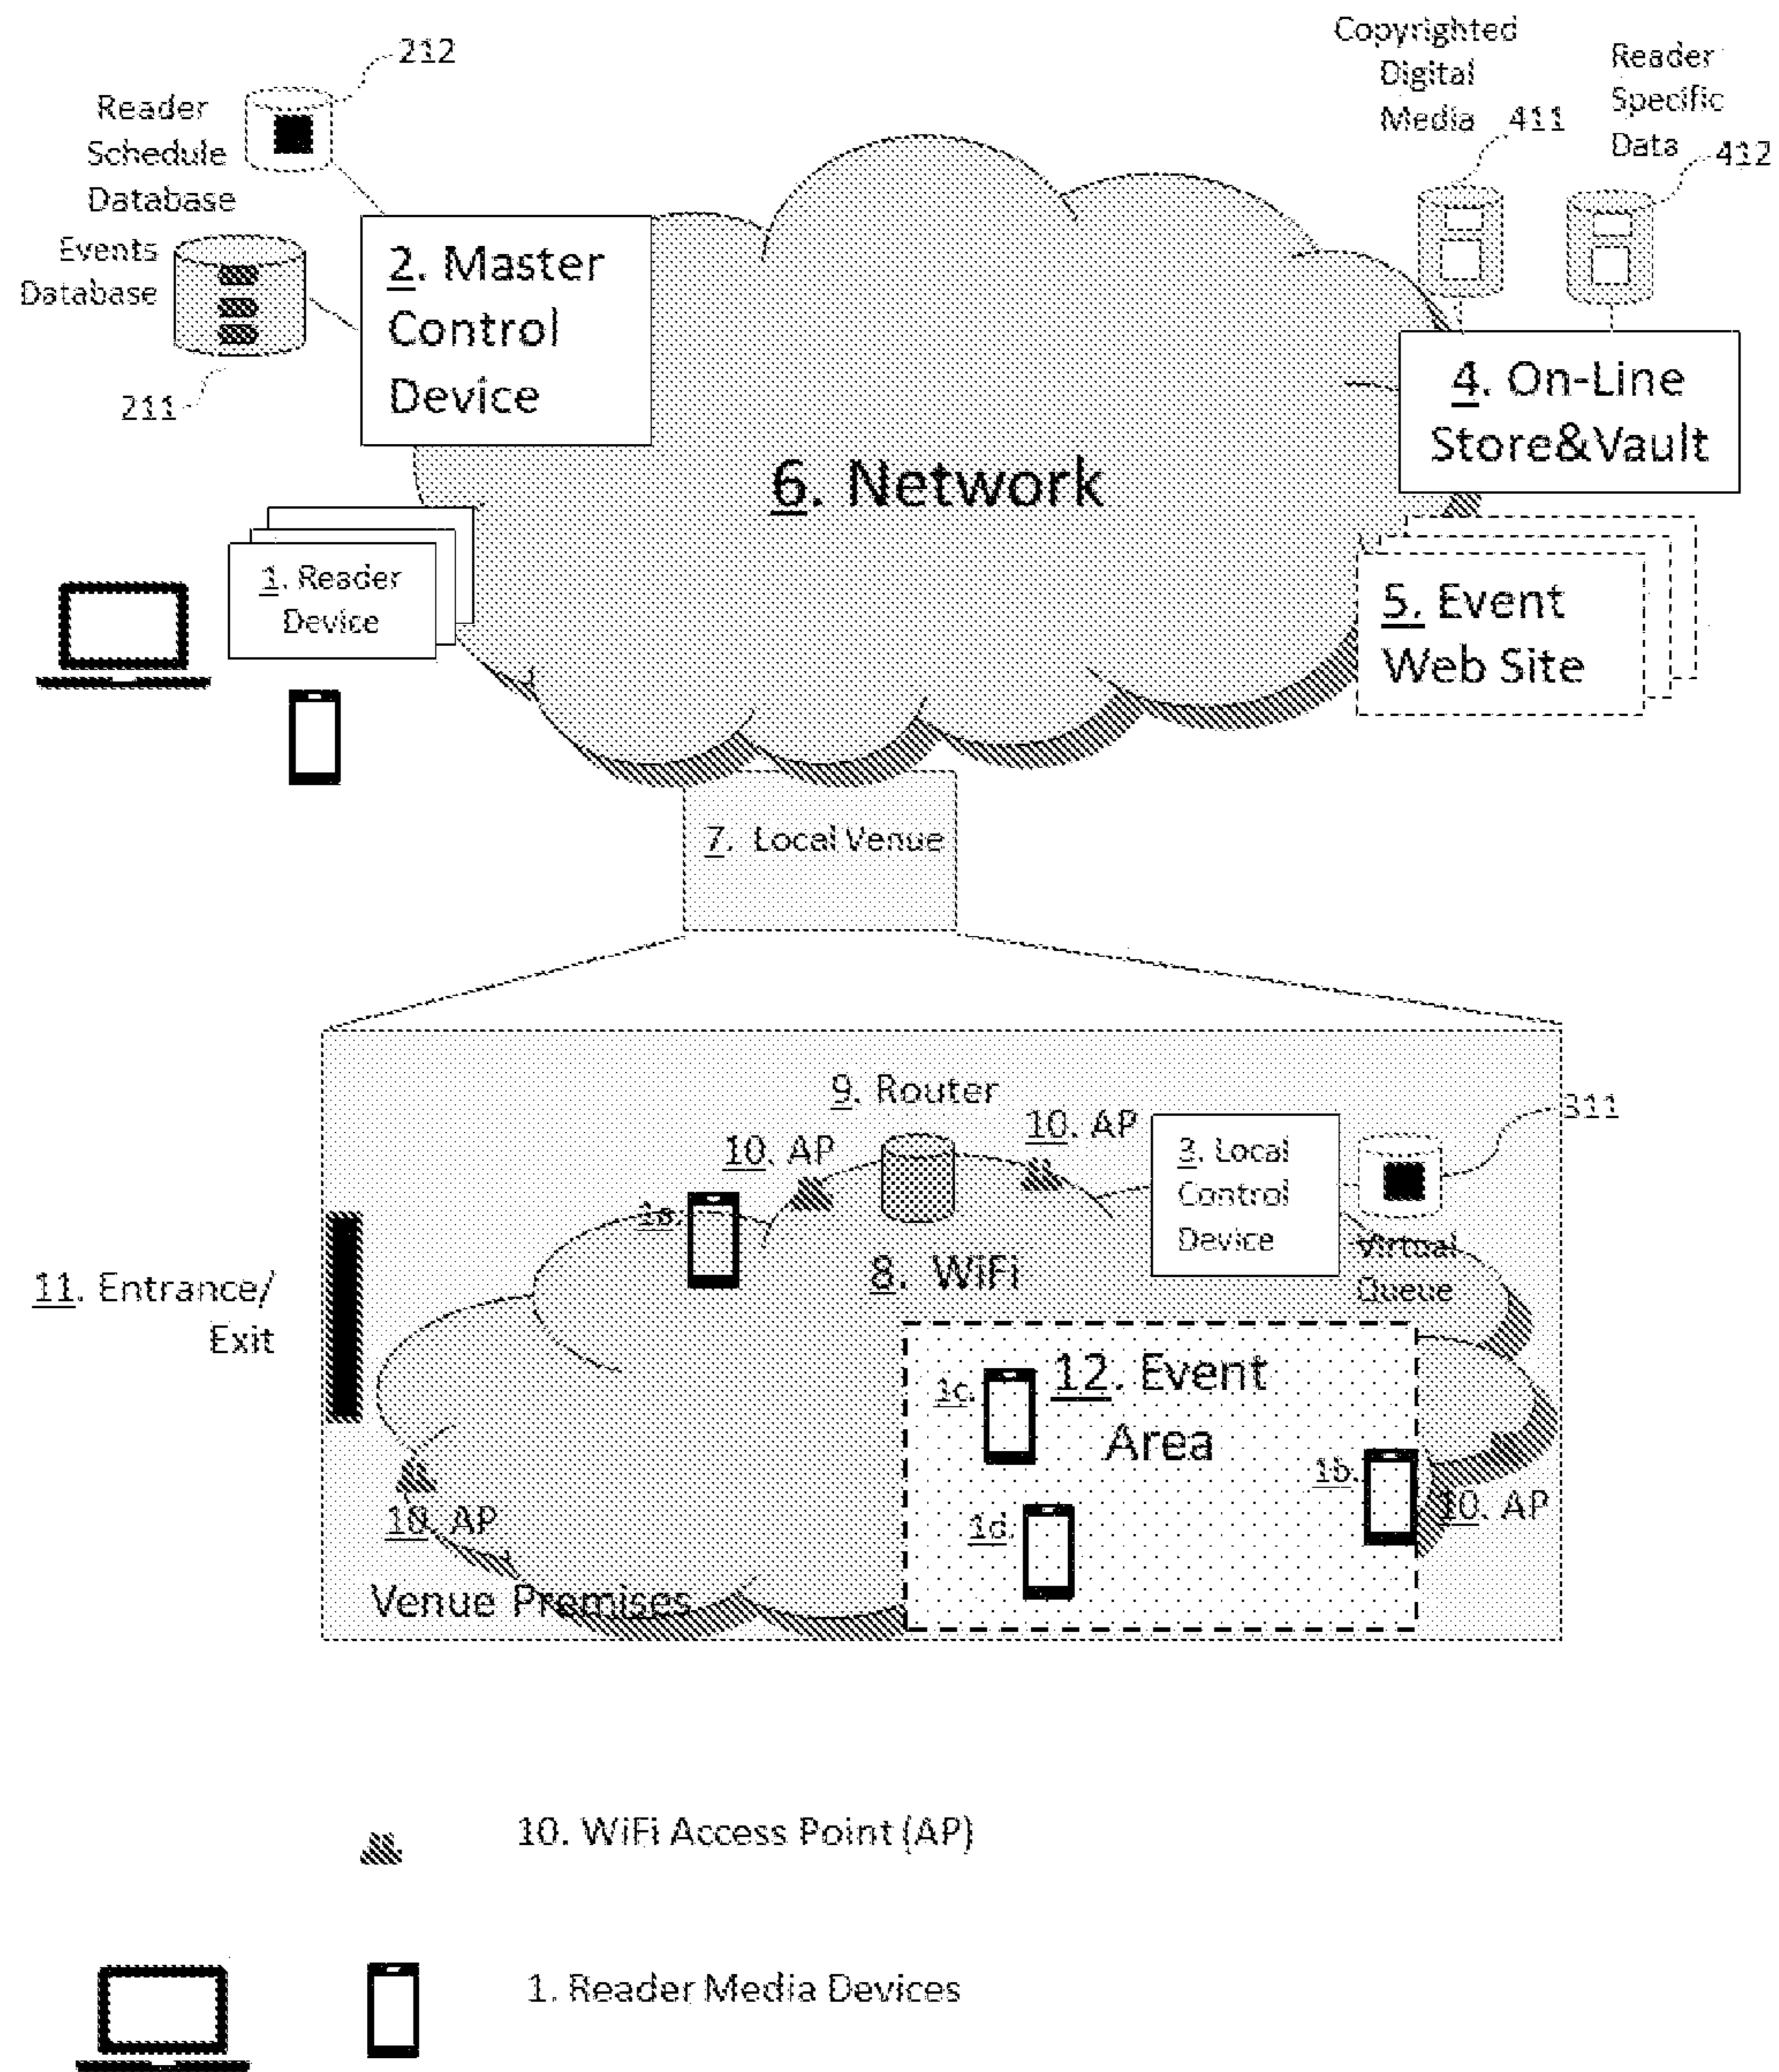 212
Reader
Schedule
Database
Events
Database
211
2. Master
Control
Device
Copyrighted
Digital
Media
411
Reader
Specific
Data
412
4. On-Line
Store&Vault
6. Network
1. Reader
Device
5. Event
Web Site
7. Local Venue
9. Router
10. AP
10. AP
3. Local
Control
Device
311
Virtual
Queue
1a.
8. WiFi
11. Entrance/
Exit
12. Event
Area
1c.
1b.
1d.
10. AP
10. AP
Venue Premises
10. WiFi Access Point (AP)
1. Reader Media Devices